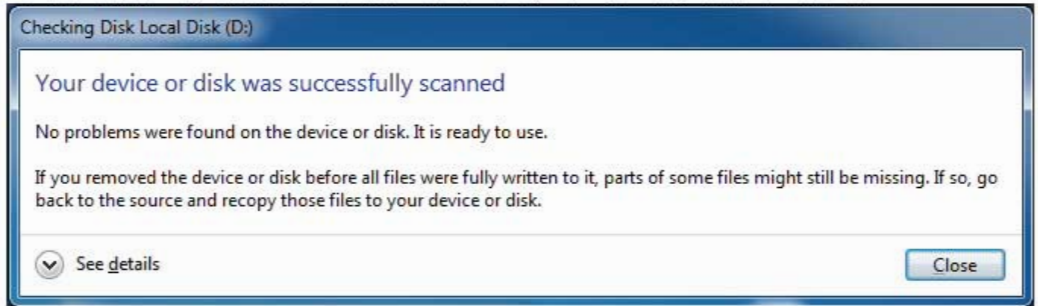 Checking Disk Local Disk (D:)
Your device or disk was successfully scanned
No problems were found on the device or disk. It is ready to use.
If you removed the device or disk before all files were fully written to it, parts of some files might still be missing. If so, go
back to the source and recopy those files to your device or disk.
See details
Close